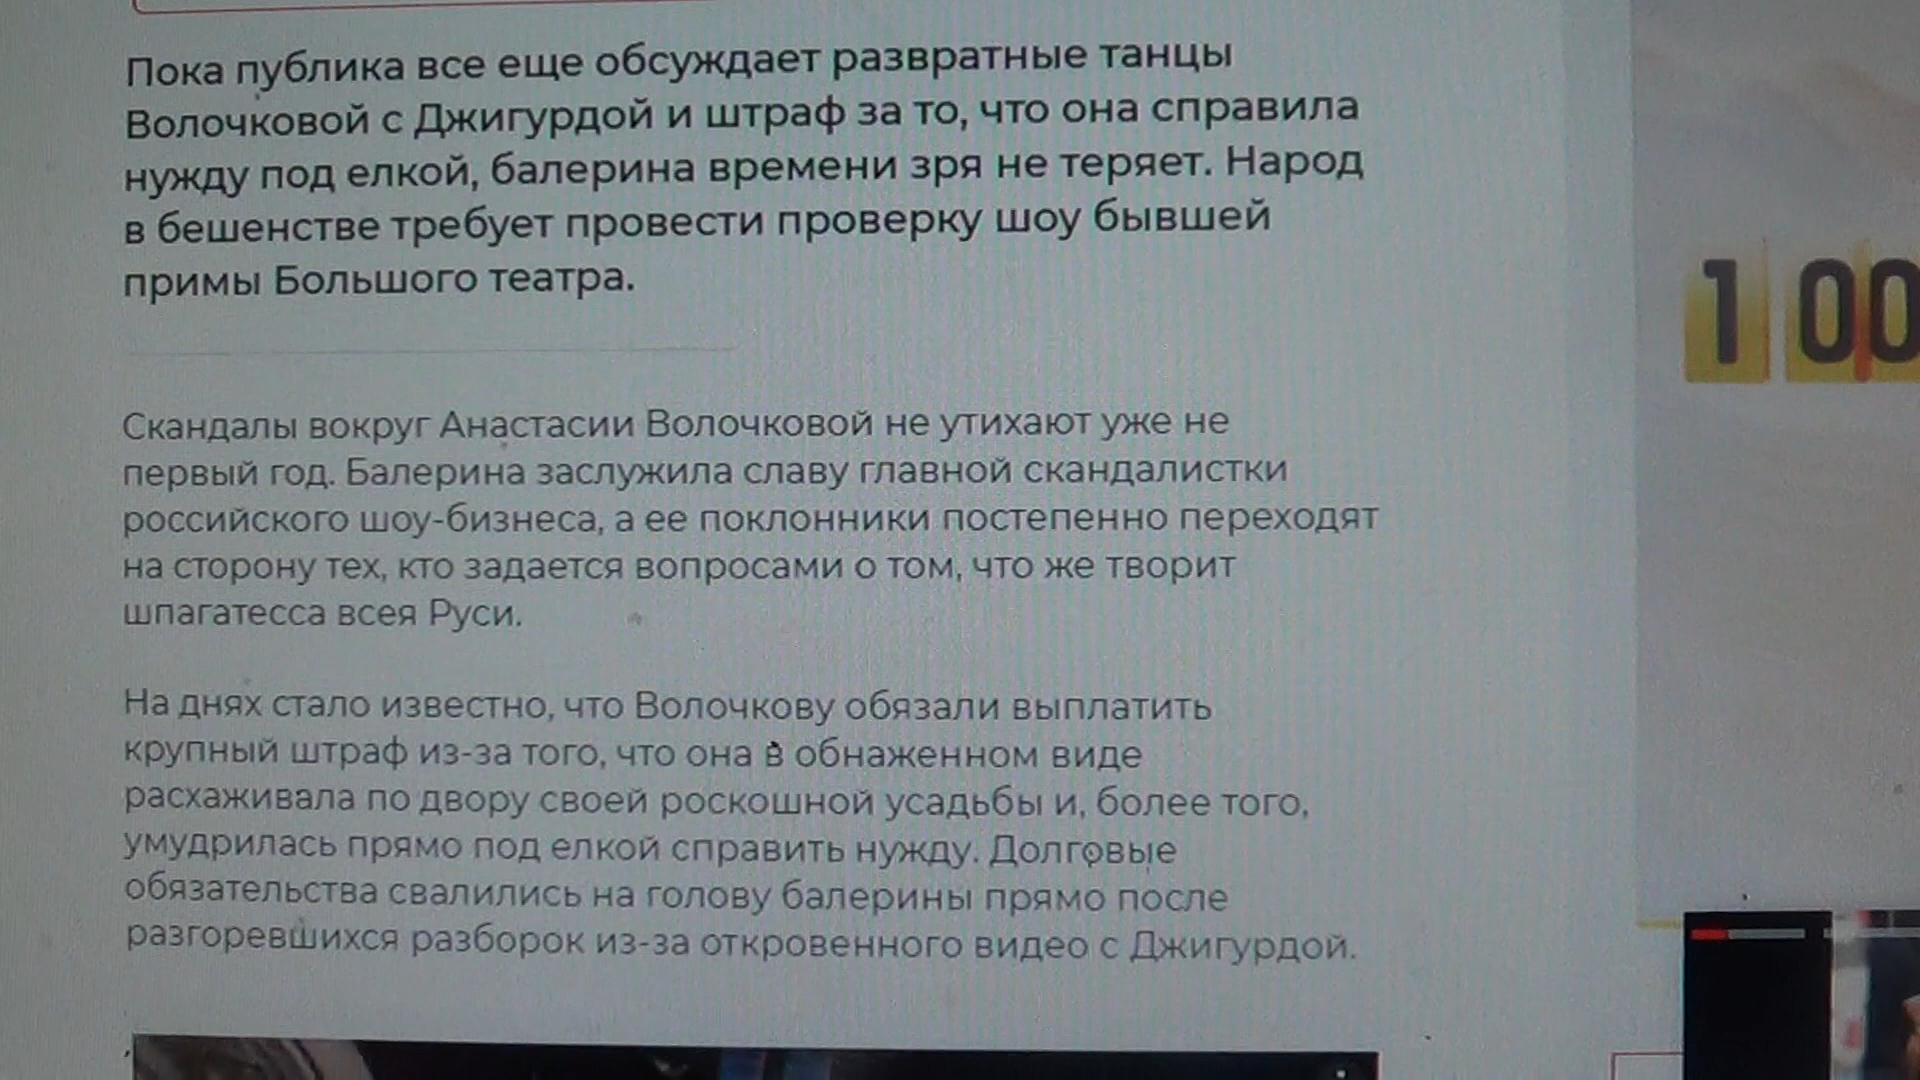 Пока публика все еще обсуждает развратные танцы
Волочковой с Джигурдой и штраф за то, что она справила
нужду под елкой, балерина времени зря не теряет. Народ
в бешенстве требует провести проверку шоу бывшей
примы Большого театра.
100
Скандалы вокруг Анастасии Волочковой не утихают уже не
первый год. Балерина заслужила славу главной скандалистки
российского шоу-бизнеса, а ее поклонники постепенно переходят
на сторону тех, кто задается вопросами о том, что же творит
шпагатесса всея Руси.
На днях стало известно, что Волочкову обязали выплатить
крупный штраф из-за того, что она в обнаженном виде
расхаживала по двору своей роскошной усадьбы и, более того,
умудрилась прямо под елкой справить нужду. Долговые
обязательства свалились на голову балерины прямо после
разгоревшихся разборок из-за откровенного видео с Джигурдой.